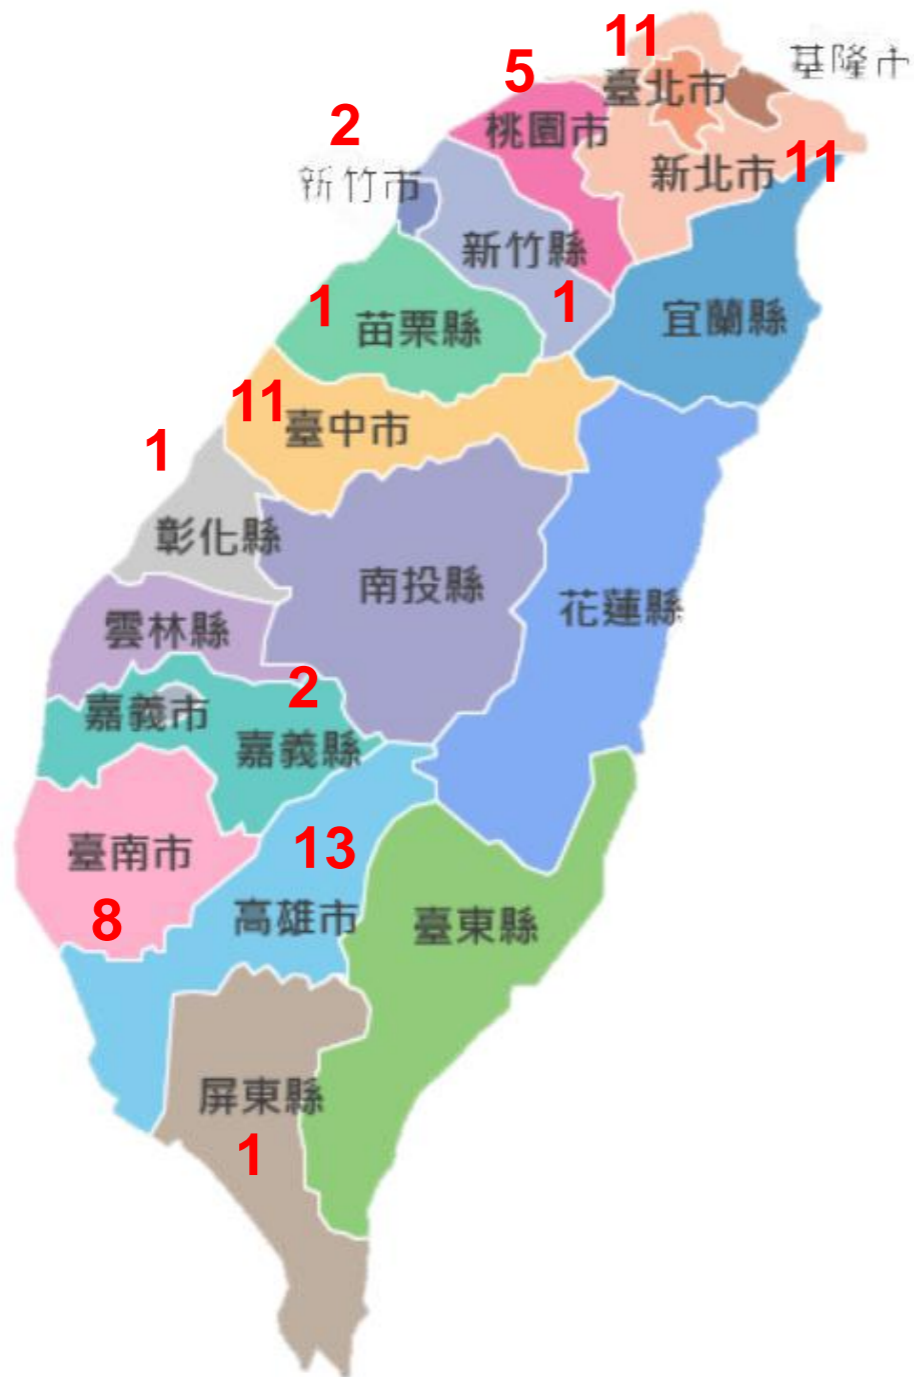 11
基隆市
5
臺北市
桃園市
2
新北市
11
新竹市
新竹縣
1
1
苗栗縣
宜蘭縣
11
臺中市
1
彰化縣
南投縣
花蓮縣
雲林縣
2
嘉義市
嘉義縣
13
臺南市
8
高雄市
臺東縣
屏東縣
1